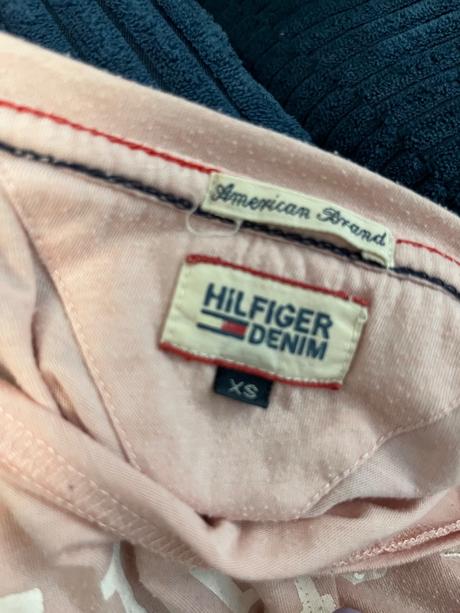 American Brand
HiLFIGER
DENIM
XS